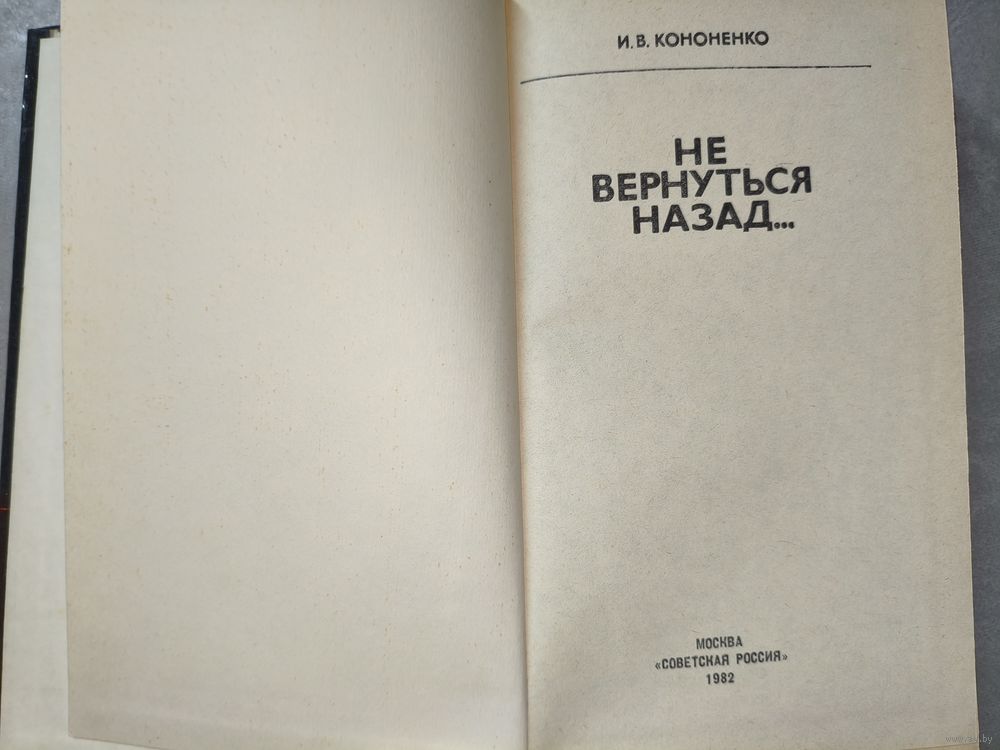 И. В. КОНОНЕНКО
НЕ
ВЕРНУТЬСЯ
НАЗАД...
МОСКВА
«СОВЕТСКАЯ РОССИЯ»
1982